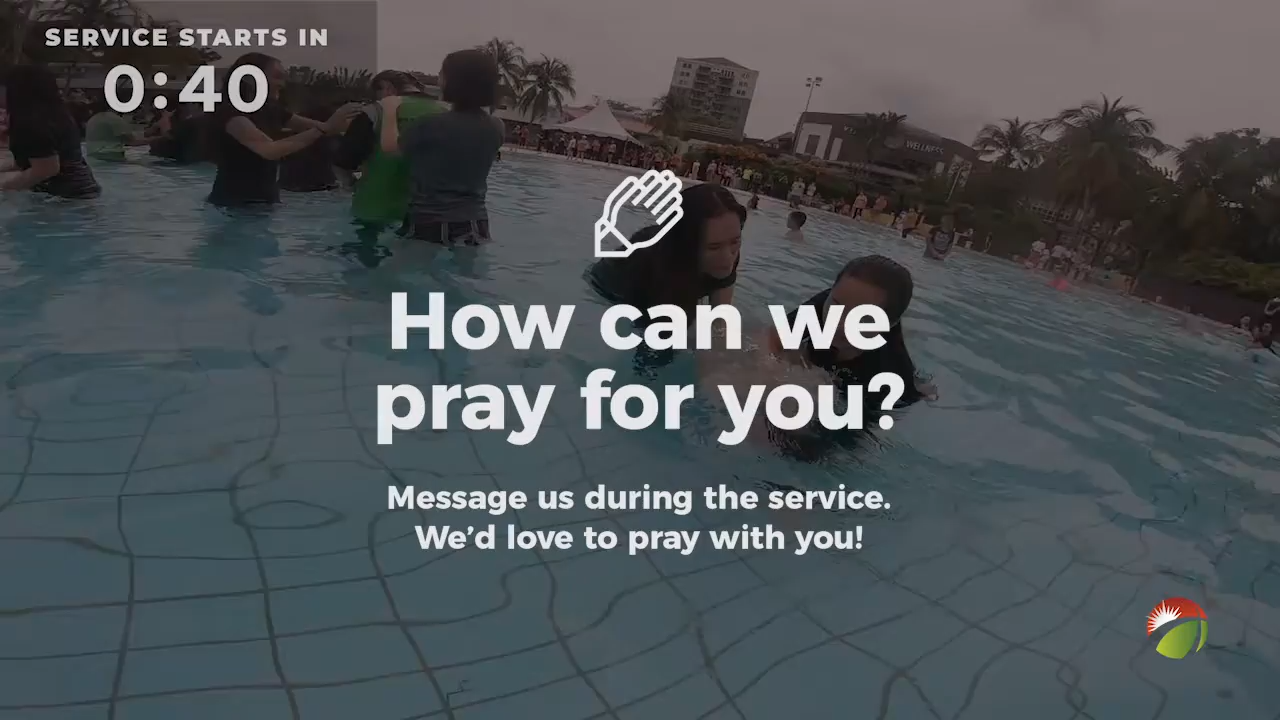 SERVICE STARTS IN
0:40
WELLNESS
How can we
pray for you?
Message us during the service.
We’d love to pray with you!